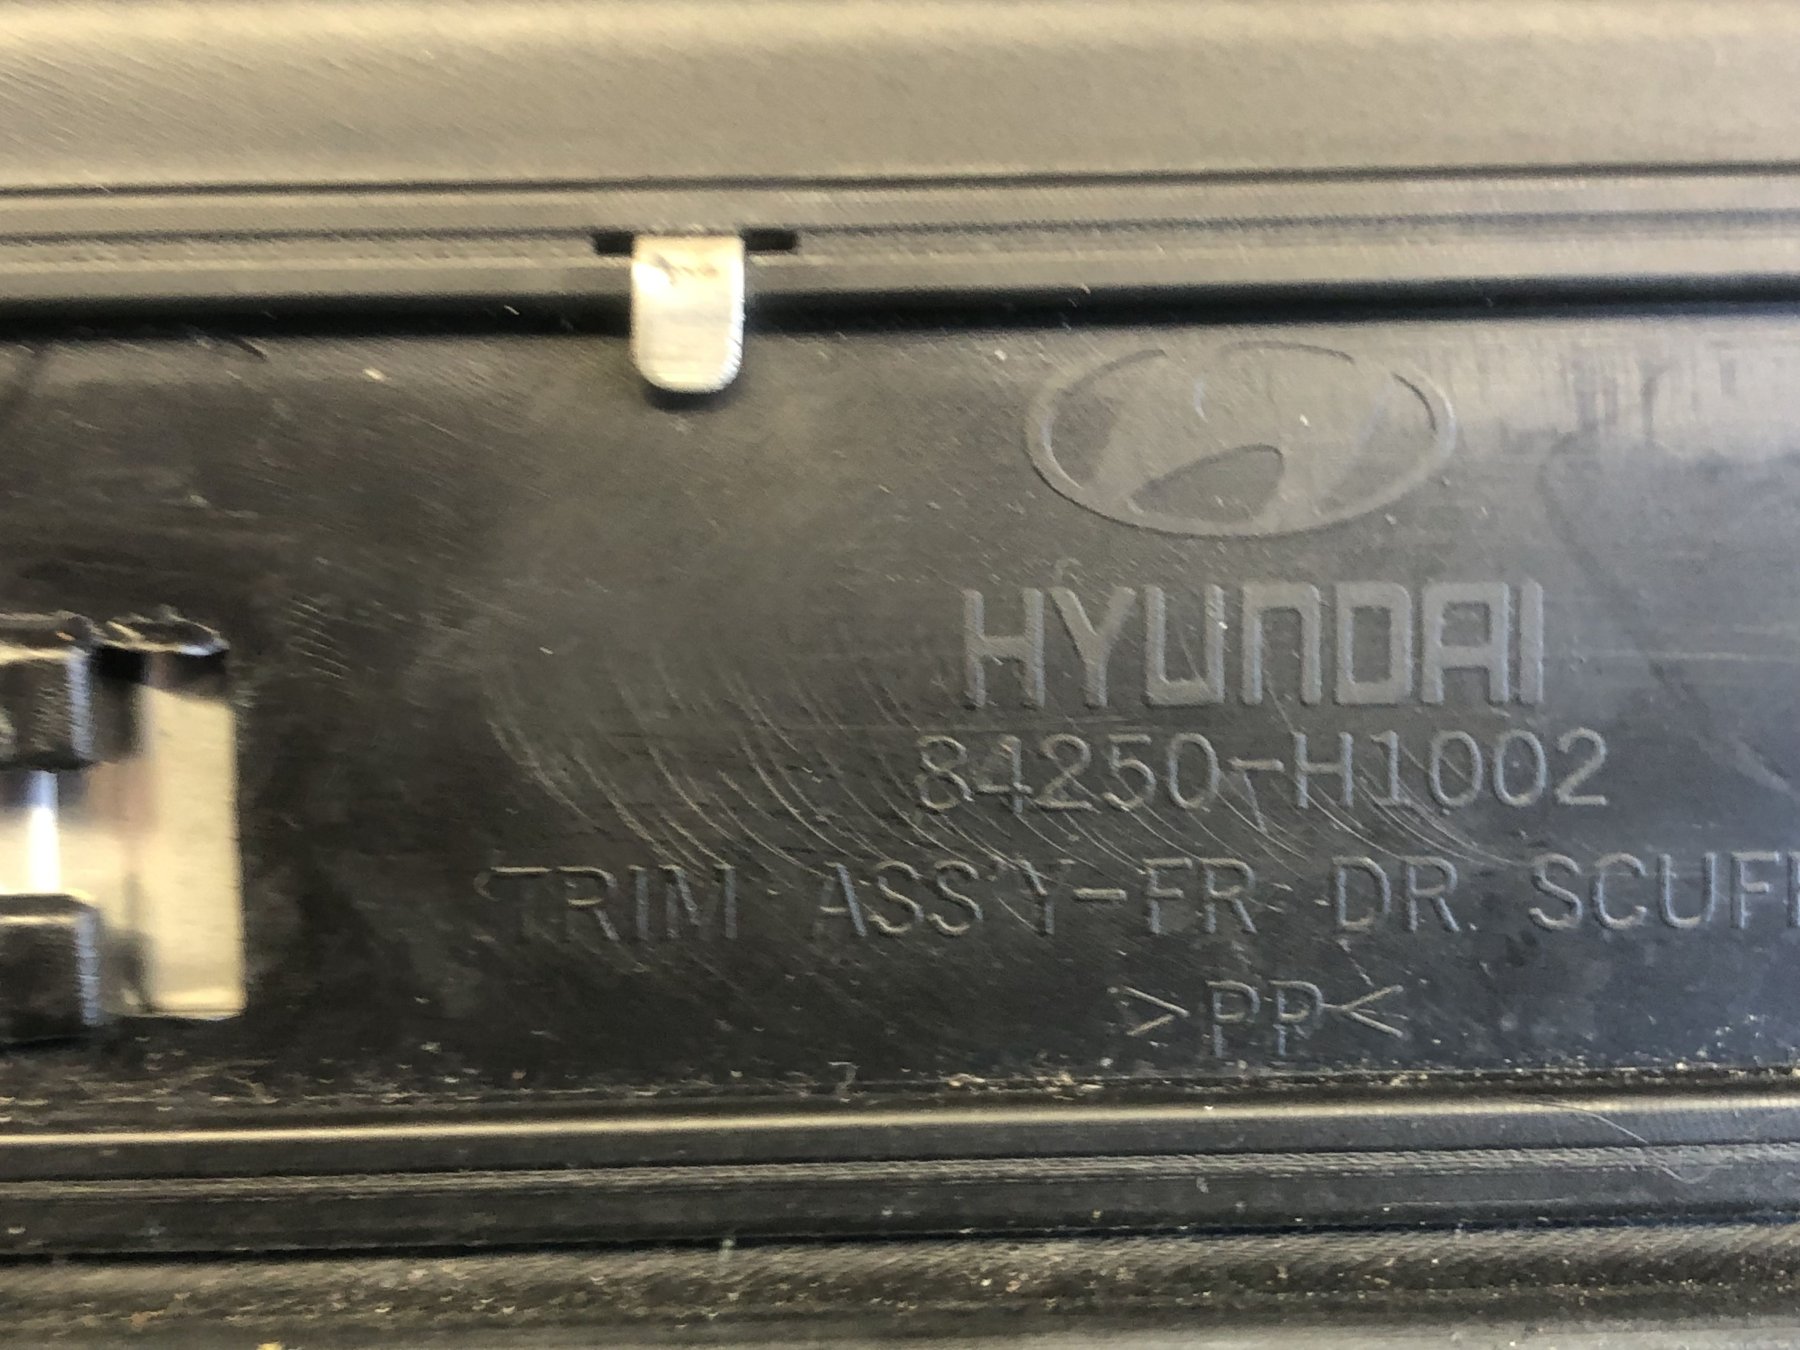 HYUNDAI
84250-H1002
TRIM ASS'Y-FR DR. SCUFF
>PP<